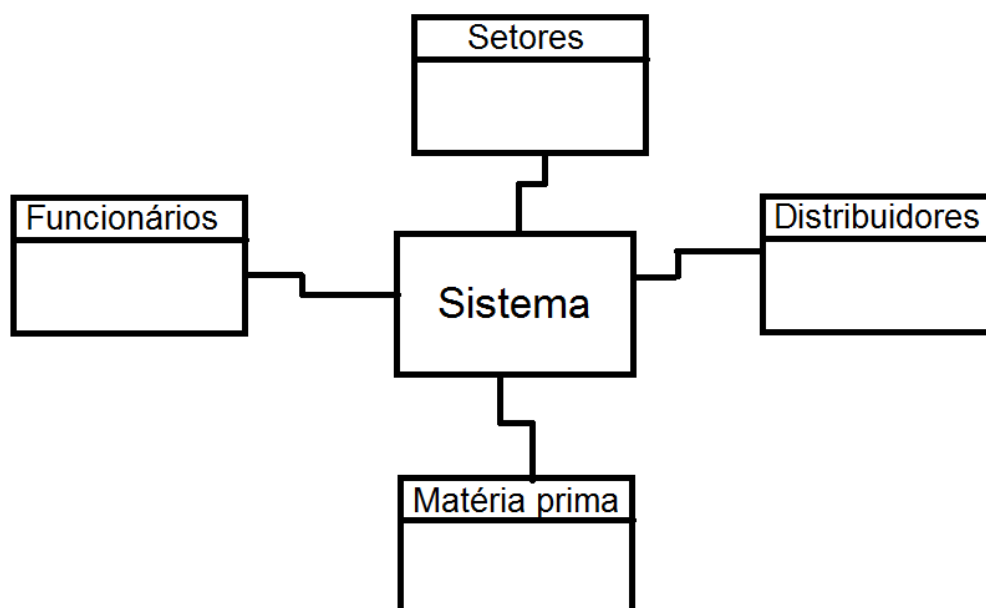 Setores
Funcionários
Distribuidores
Sistema
Matéria prima